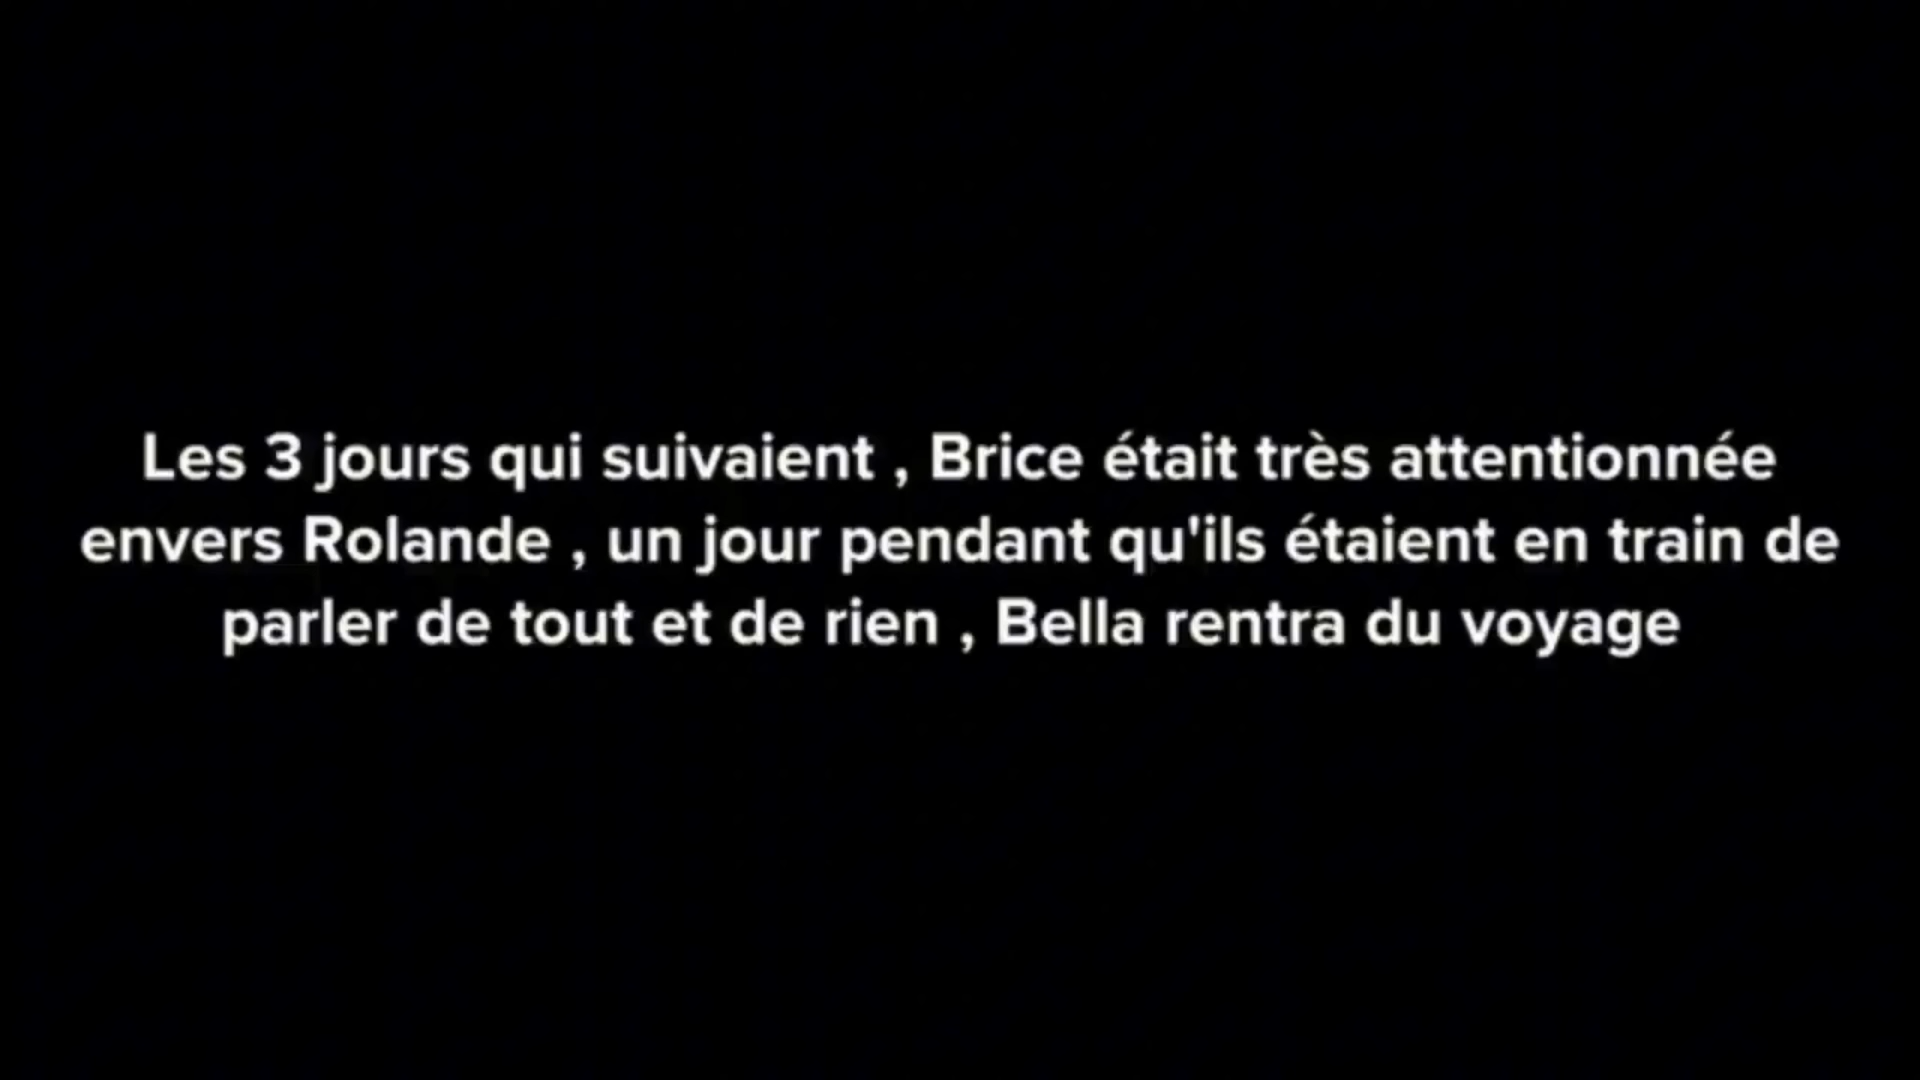 Les 3 jours qui suivaient , Brice était très attentionnée
envers Rolande , un jour pendant qu'ils étaient en train de
parler de tout et de rien , Bella rentra du voyage